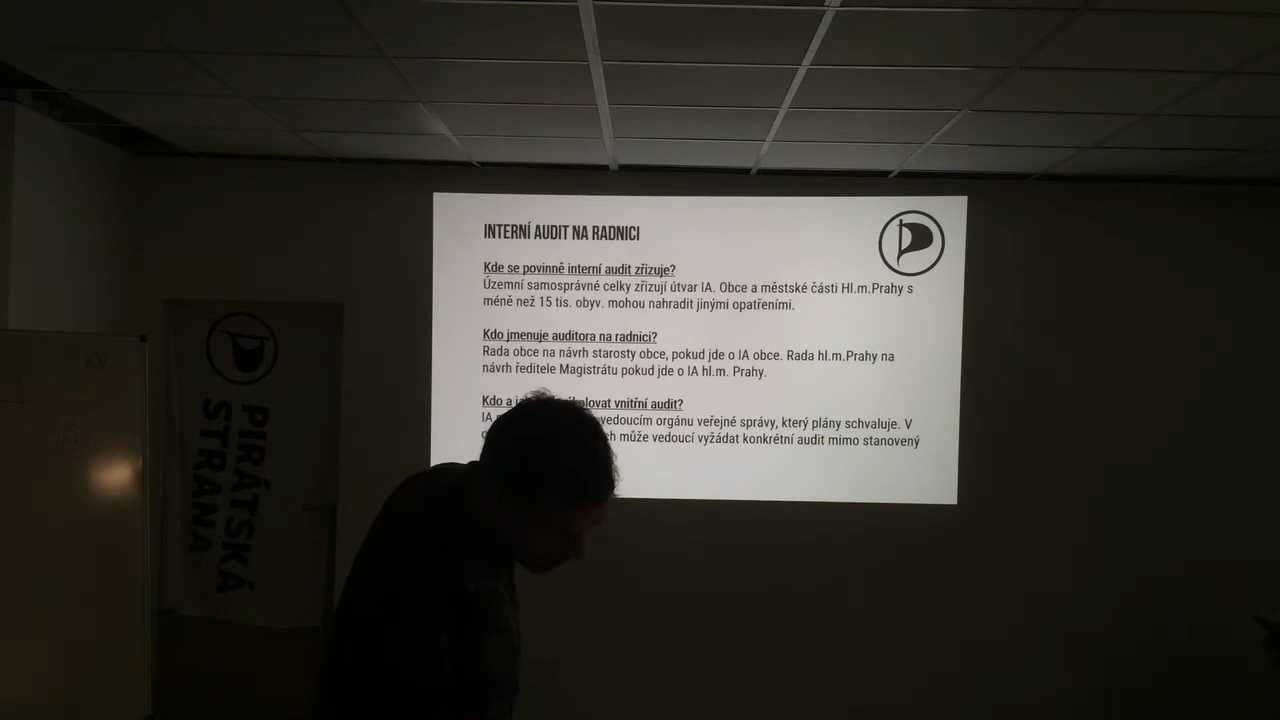 INTERNÍ AUDIT NA RADNICI
Kde se povinně interní audit zřizuje?
Územní samosprávné celky zřizují útvar IA. Obce a městské části Hl.m.Prahy s
méně než 15 tis. obyv. mohou nahradit jinými opatřeními.
Kdo jmenuje auditora na radnici?
Rada obce na návrh starosty obce, pokud jde o IA obce. Rada hl.m.Prahy na
návrh ředitele Magistrátu pokud jde o IA hl.m. Prahy.
Kdo a vnitřní audit?
IA orgánu veřejné správy, který plány schvaluje. V
může vedoucí vyžádat konkrétní audit mimo stanovený
PIRÁTSKÁ
STRANA